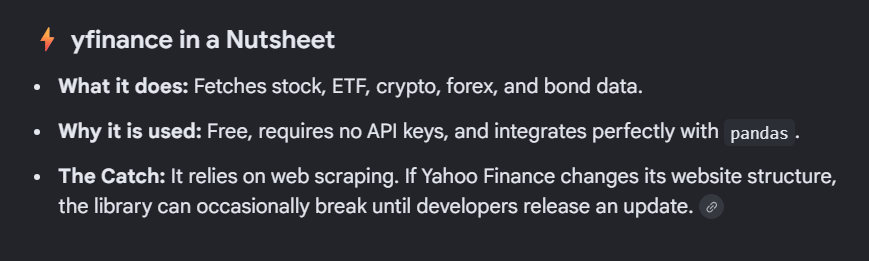 ⚡ yfinance in a Nutsheet
• What it does: Fetches stock, ETF, crypto, forex, and bond data.
• Why it is used: Free, requires no API keys, and integrates perfectly with pandas.
• The Catch: It relies on web scraping. If Yahoo Finance changes its website structure,
the library can occasionally break until developers release an update.